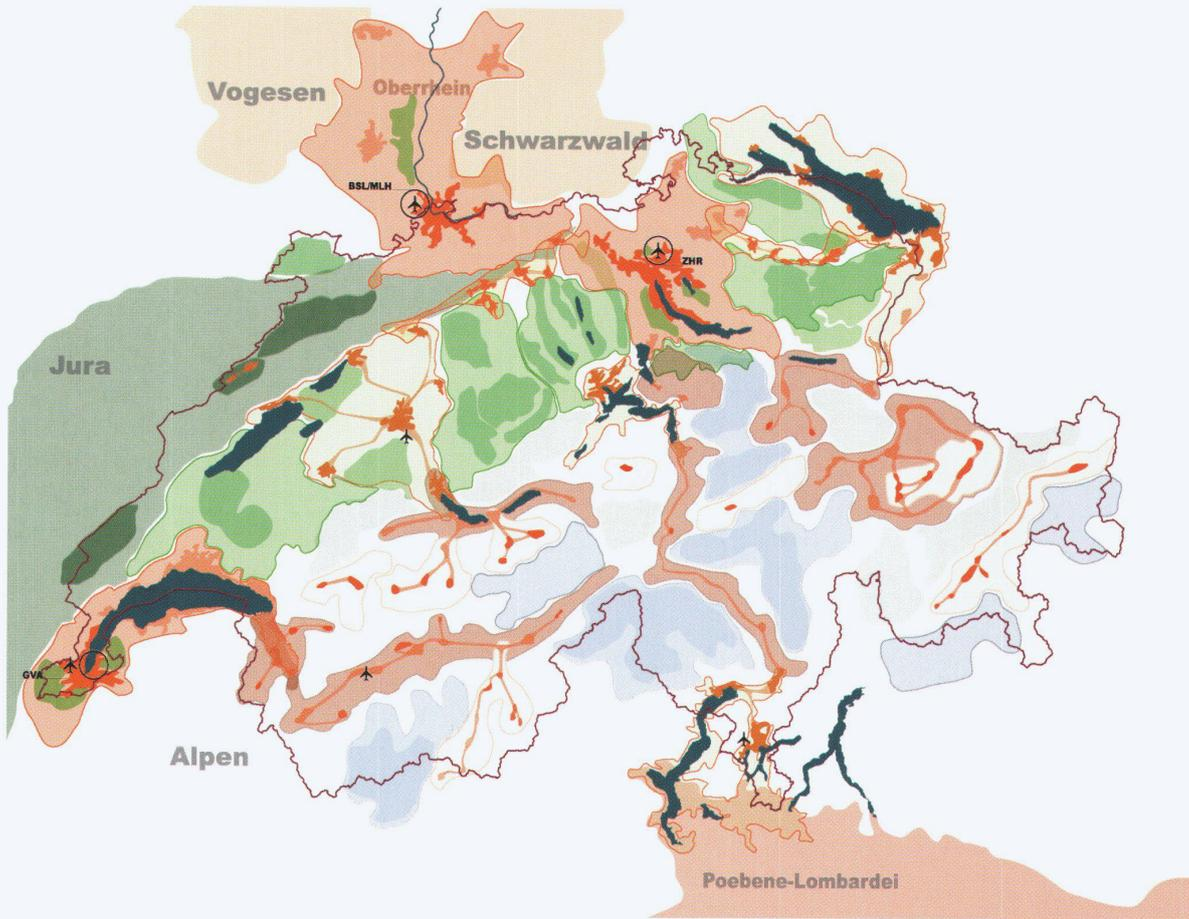 Vogesen
Oberrhein
Schwarzwald
BSL/MLH
ZHR
Jura
GVA
Alpen
Poebene-Lombardei